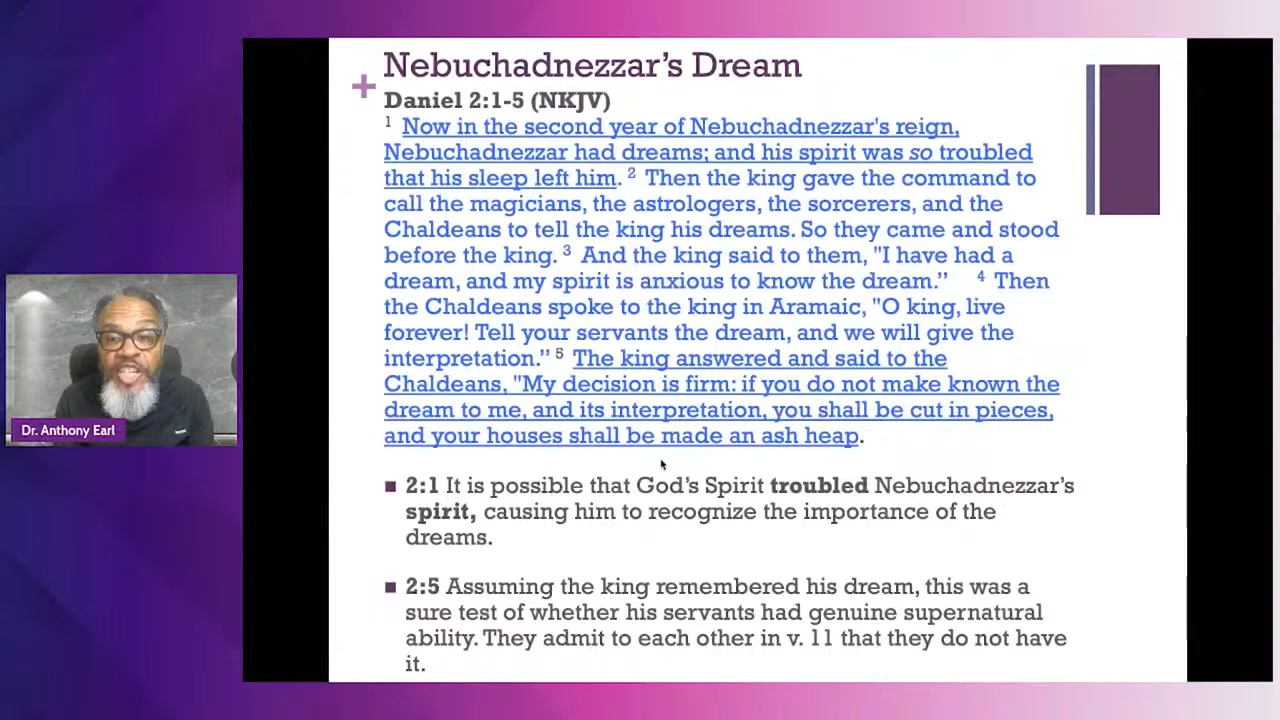 Nebuchadnezzar's Dream
+
Daniel 2:1-5 (NKJV)
1 Now in the second year of Nebuchadnezzar's reign,
Nebuchadnezzar had dreams; and his spirit was so troubled
that his sleep left him. 2 Then the king gave the command to
call the magicians, the astrologers, the sorcerers, and the
Chaldeans to tell the king his dreams. So they came and stood
before the king. 3 And the king said to them, "I have had a
dream, and my spirit is anxious to know the dream.” 4 Then
the Chaldeans spoke to the king in Aramaic, "O king, live
forever! Tell your servants the dream, and we will give the
interpretation.” 5 The king answered and said to the
Chaldeans, "My decision is firm: if you do not make known the
dream to me, and its interpretation, you shall be cut in pieces,
and your houses shall be made an ash heap.
■ 2:1 It is possible that God's Spirit troubled Nebuchadnezzar's
spirit, causing him to recognize the importance of the
dreams.
■ 2:5 Assuming the king remembered his dream, this was a
sure test of whether his servants had genuine supernatural
ability. They admit to each other in v. 11 that they do not have
it.
Dr. Anthony Earl